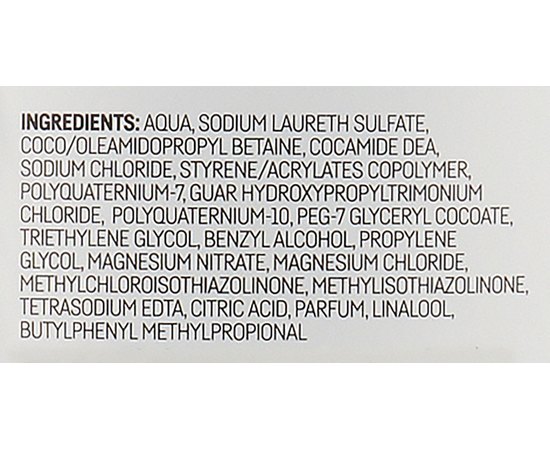 INGREDIENTS: AQUA, SODIUM LAURETH SULFATE,
COCO/OLEAMIDOPROPYL BETAINE, COCAMIDE DEA,
SODIUM CHLORIDE, STYRENE/ACRYLATES COPOLYMER,
POLYQUATERNIUM-7, GUAR HYDROXYPROPYLTRIMONIUM
CHLORIDE, POLYQUATERNIUM-10, PEG-7 GLYCERYL COCOATE,
TRIETHYLENE GLYCOL, BENZYL ALCOHOL, PROPYLENE
GLYCOL, MAGNESIUM NITRATE, MAGNESIUM CHLORIDE,
METHYLCHLOROISOTHIAZOLINONE, METHYLISOTHIAZOLINONE,
TETRASODIUM EDTA, CITRIC ACID, PARFUM, LINALOOL,
BUTYLPHENYL METHYLPROPIONAL